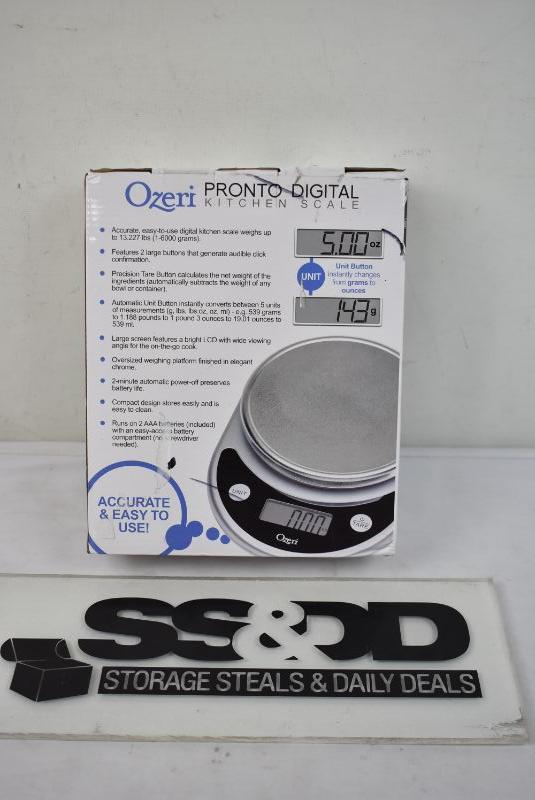 Ozeri PRONTO DIGITAL
KITCHEN SCALE
Accurate, easy-to-use digital kitchen scale weighs up
to 13.227 lbs (1-6000 grams).
Features 2 large buttons that generate audible click
confirmation.
Precision Tare Button calculates the net weight of the
ingredients (automatically subtracts the weight of any
bowl or container).
Automatic Unit Button instantly converts between 5 units
of measurements (g, lbs, lbs oz, oz, ml) - e.g. 539 grams
to 1.188 pounds to 1 pound 3 ounces to 19.01 ounces to
539 ml.
Large screen features a bright LCD with wide viewing
angle for the on-the-go cook.
Oversized weighing platform finished in elegant
chrome.
2-minute automatic power-off preserves
battery life.
Compact design stores easily and is
easy to clean.
Runs on 2 AAA batteries (included)
with an easy-access battery
compartment (no screwdriver
needed).
5.00 oz
UNIT
Unit Button
instantly changes
from grams to
ounces
143 g
ACCURATE
& EASY TO
USE!
UNIT
TARE
Ozeri
SS&DD
STORAGE STEALS & DAILY DEALS